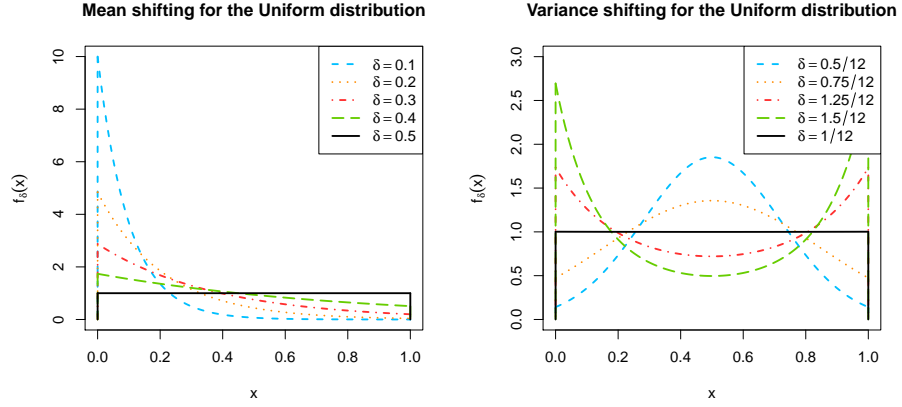 Mean shifting for the Uniform distribution
10
8
6
4
2
0
fδ(x)
0.0 0.2 0.4 0.6 0.8 1.0
x
δ = 0.1
δ = 0.2
δ = 0.3
δ = 0.4
δ = 0.5
Variance shifting for the Uniform distribution
3.0
2.5
2.0
1.5
1.0
0.5
0.0
fδ(x)
0.0 0.2 0.4 0.6 0.8 1.0
x
δ = 0.5/12
δ = 0.75/12
δ = 1.25/12
δ = 1.5/12
δ = 1/12